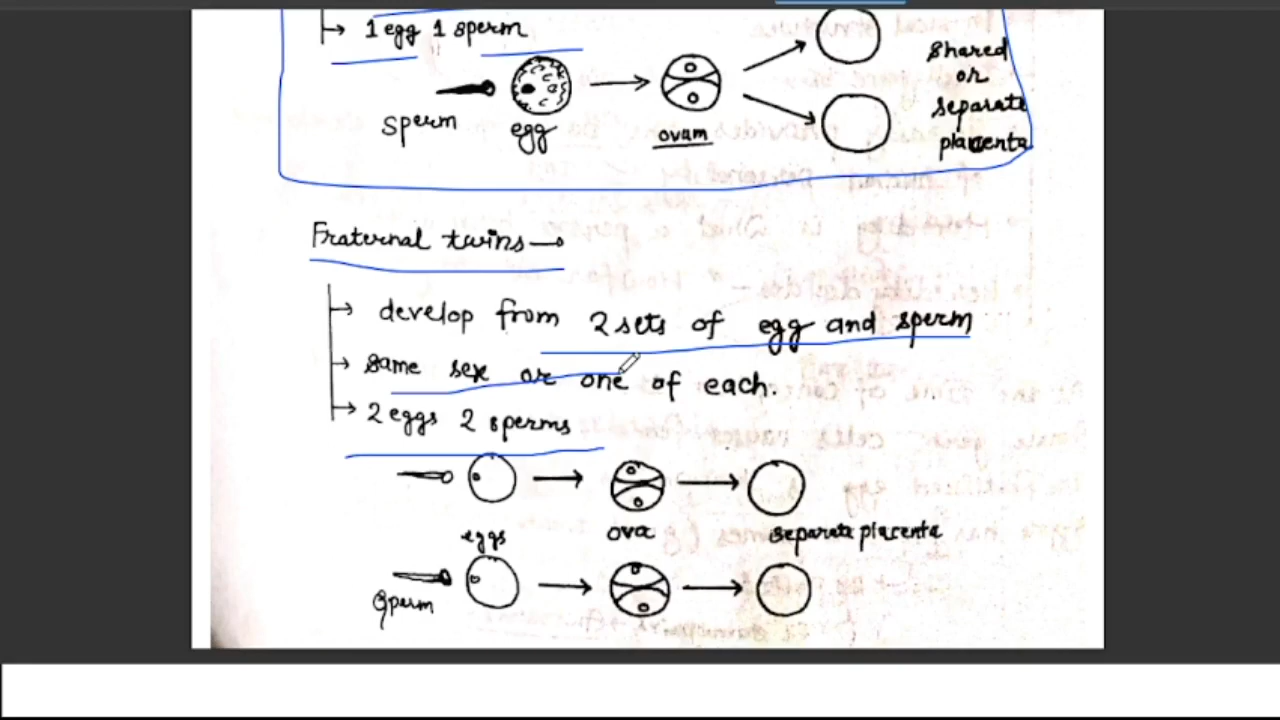 1 egg 1 sperm
sperm
egg
ovam
shared
or
separate
placenta
Fraternal twins
develop from 2 sets of egg and sperm
same sex or one of each.
2 eggs 2 sperms
eggs
ova
separate placenta
sperm